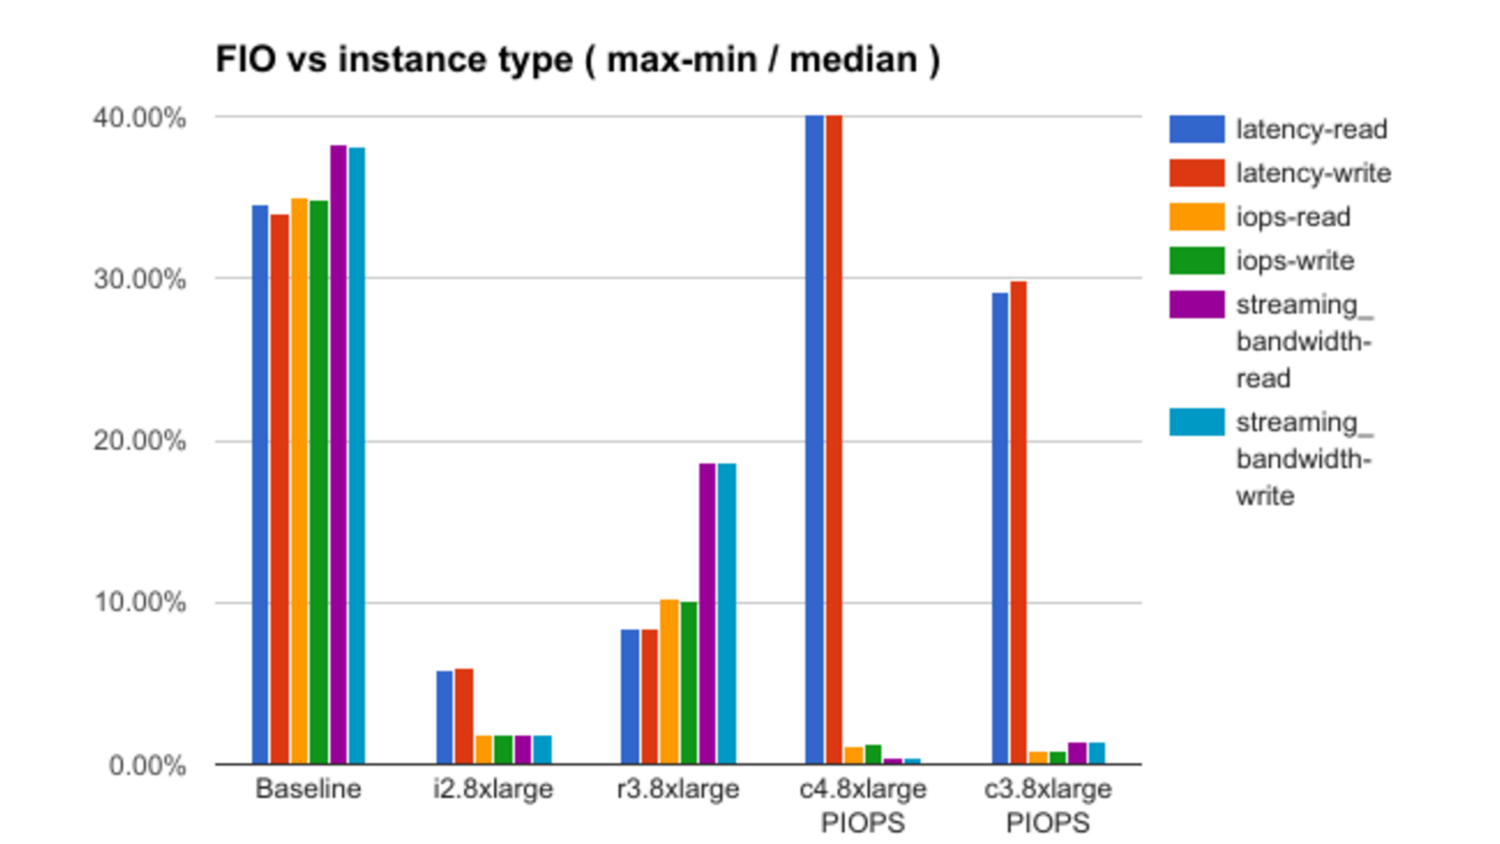 FIO vs instance type ( max-min / median )
40.00%
30.00%
20.00%
10.00%
0.00%
Baseline
i2.8xlarge
r3.8xlarge
c4.8xlarge
PIOPS
c3.8xlarge
PIOPS
latency-read
latency-write
iops-read
iops-write
streaming_
bandwidth-
read
streaming_
bandwidth-
write